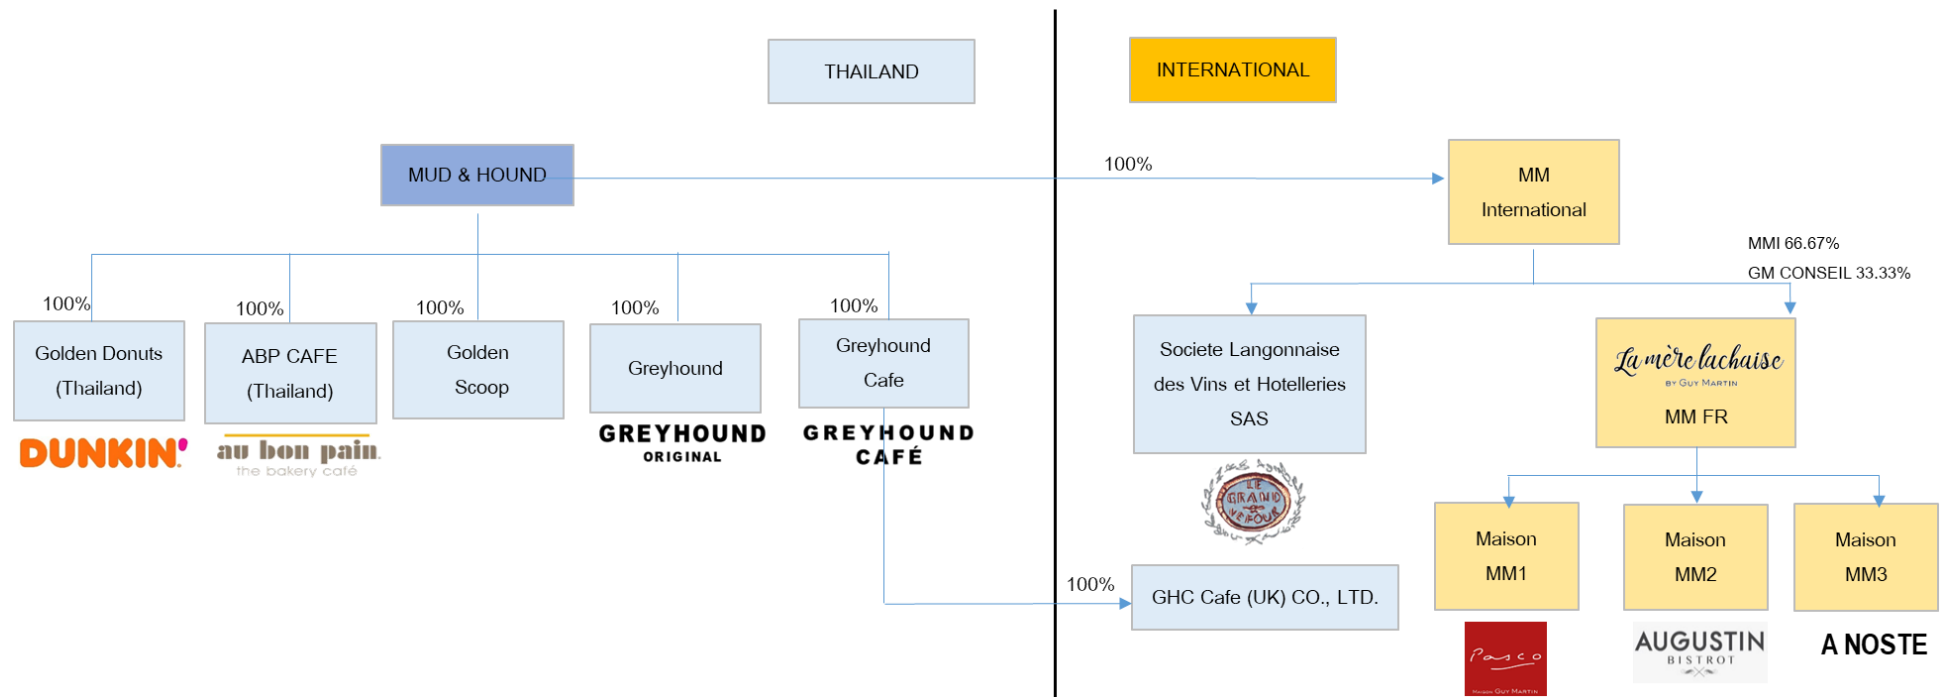 THAILAND
INTERNATIONAL
MUD & HOUND
100%
MM
International
MMI 66.67%
GM CONSEIL 33.33%
100%
100%
100%
100%
100%
Golden Donuts
(Thailand)
ABP CAFE
(Thailand)
Golden
Scoop
Greyhound
Greyhound
Cafe
Societe Langonnaise
des Vins et Hotelleries
SAS
La mère lachaise
BY GUY MARTIN
MM FR
DUNKIN'
au bon pain.
the bakery café
GREYHOUND
ORIGINAL
GREYHOUND
CAFÉ
LE
GRAND
VEFOUR
Maison
MM1
Maison
MM2
Maison
MM3
100%
GHC Cafe (UK) CO., LTD.
Pasco
MAISON GUY MARTIN
AUGUSTIN
BISTROT
A NOSTE